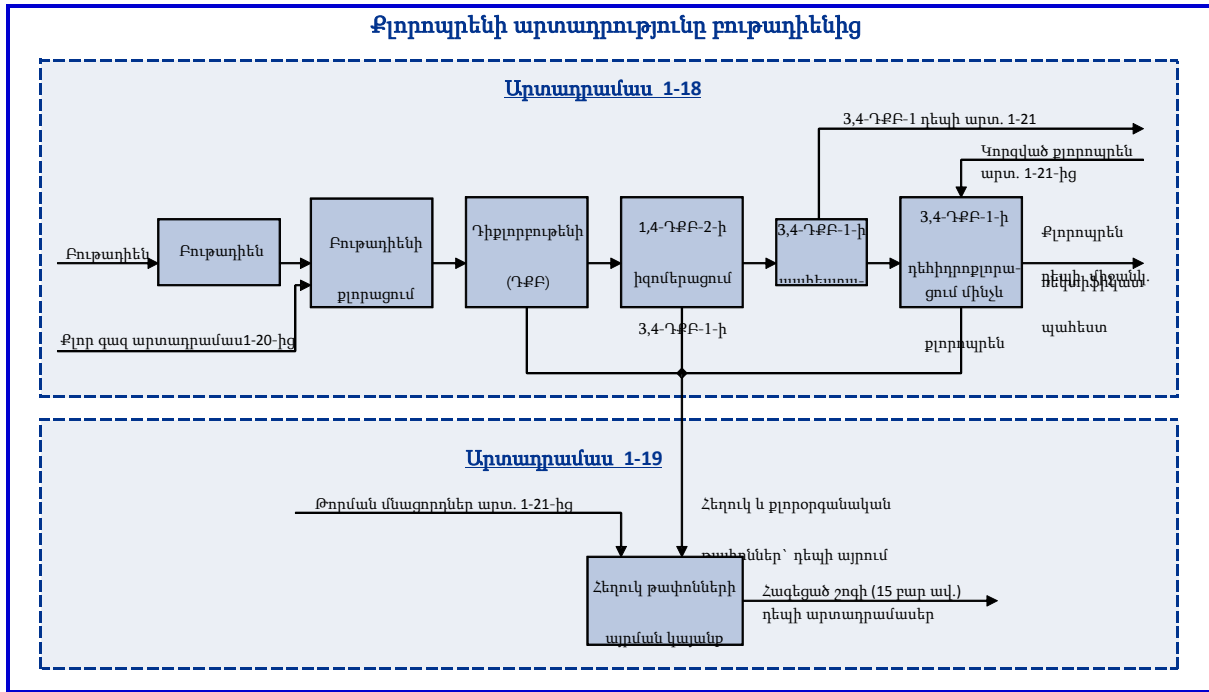 Քլորոպրենի արտադրությունը բութադիենից
Արտադրամաս 1-18
3,4-ԴՔԲ-1 դեպի արտ. 1-21
Կորզված քլորոպրեն
արտ. 1-21-ից
Բութադիեն
Բութադիեն
Քլոր գազ արտադրամաս1-20-ից
Բութադիենի
քլորացում
Դիքլորբութենի
(ԴՔԲ)
1,4-ԴՔԲ-2-ի
իզոմերացում
3,4-ԴՔԲ-1-ի
3,4-ԴՔԲ-1-ի
3,4-ԴՔԲ-1-ի
դեհիդրոքլորա-
ցում մինչև
քլորոպրեն
Քլորոպրեն
դեպի միջանկ.
պահեստ
Արտադրամաս 1-19
Թորման մնացորդներ արտ. 1-21-ից
Հեղուկ և քլորօրգանական
թափոններ` դեպի այրում
Հեղուկ թափոնների
այրման կայանք
Հագեցած շոգի (15 բար ավ.)
դեպի արտադրամասեր